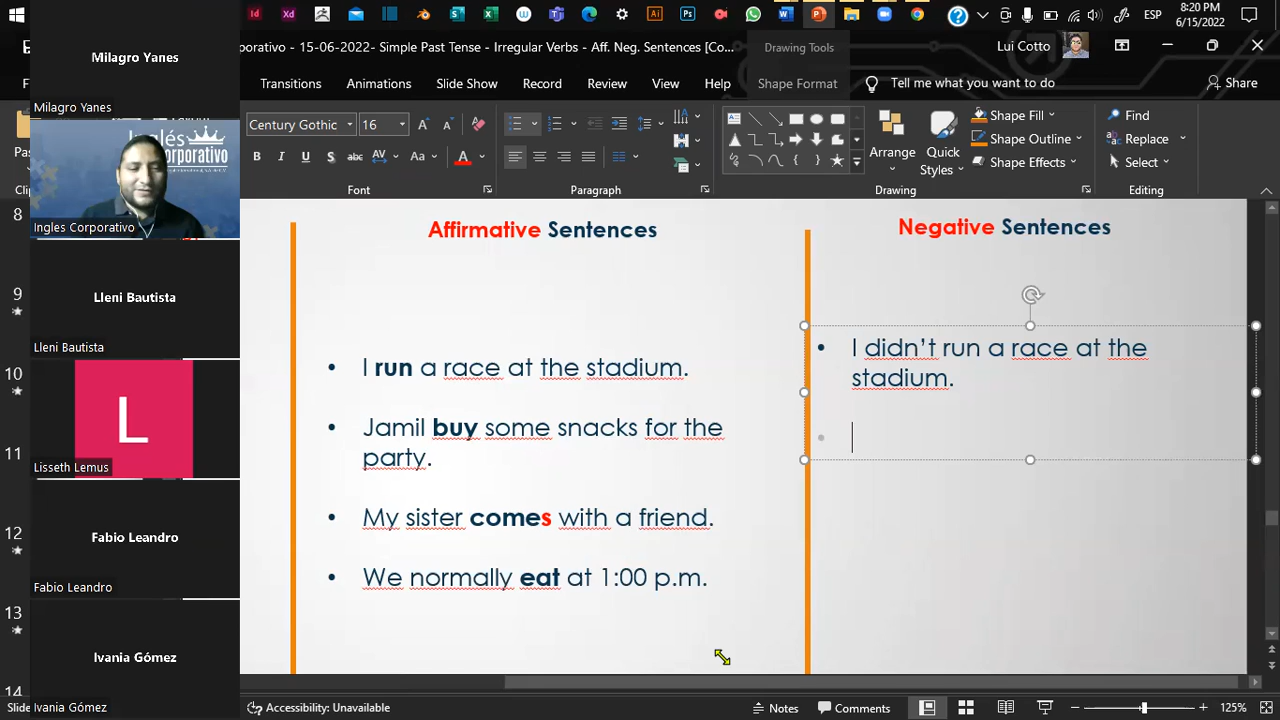 8:20 PM
ESP
6/15/2022
orporativo - 15-06-2022- Simple Past Tense - Irregular Verbs - Aff. Neg. Sentences [Co...
Drawing Tools
Lui Cotto
Transitions
Animations
Slide Show
Record
Review
View
Help
Shape Format
Tell me what you want to do
Share
Century Gothic
16
Font
Paragraph
Arrange
Quick
Styles
Shape Fill
Shape Outline
Shape Effects
Drawing
Find
Replace
Select
Editing
Milagro Yanes
Milagro Yanes
Inglés
Corporativo
Ingles Corporativo
Lleni Bautista
Lleni Bautista
L
Lisseth Lemus
Fabio Leandro
Fabio Leandro
Ivania Gómez
Ivania Gómez
8
9
10
11
12
13
14
Affirmative Sentences
• I run a race at the stadium.
• Jamil buy some snacks for the
party.
• My sister comes with a friend.
• We normally eat at 1:00 p.m.
Negative Sentences
• I didn't run a race at the
stadium.
•
Accessibility: Unavailable
Notes
Comments
125%